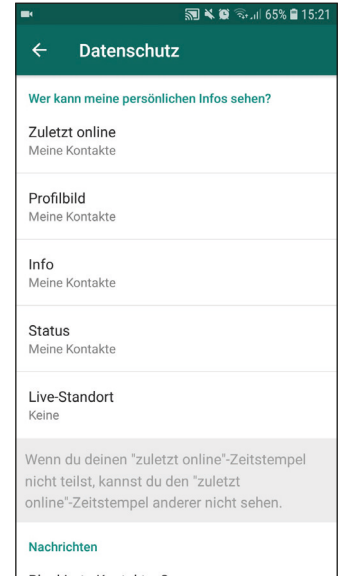 65% 15:21
Datenschutz
Wer kann meine persönlichen Infos sehen?
Zuletzt online
Meine Kontakte
Profilbild
Meine Kontakte
Info
Meine Kontakte
Status
Meine Kontakte
Live-Standort
Keine
Wenn du deinen "zuletzt online"-Zeitstempel
nicht teilst, kannst du den "zuletzt
online"-Zeitstempel anderer nicht sehen.
Nachrichten